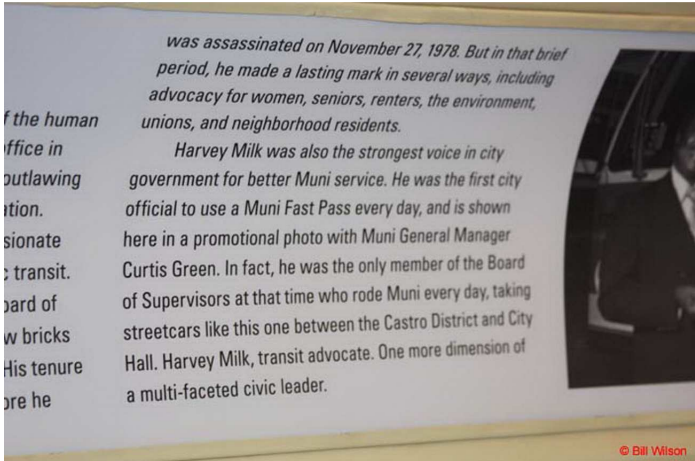 f the human
ffice in
outlawing
ation.
sionate
c transit.
oard of
w bricks
His tenure
ore he
was assassinated on November 27, 1978. But in that brief
period, he made a lasting mark in several ways, including
advocacy for women, seniors, renters, the environment,
unions, and neighborhood residents.
Harvey Milk was also the strongest voice in city
government for better Muni service. He was the first city
official to use a Muni Fast Pass every day, and is shown
here in a promotional photo with Muni General Manager
Curtis Green. In fact, he was the only member of the Board
of Supervisors at that time who rode Muni every day, taking
streetcars like this one between the Castro District and City
Hall. Harvey Milk, transit advocate. One more dimension of
a multi-faceted civic leader.
© Bill Wilson